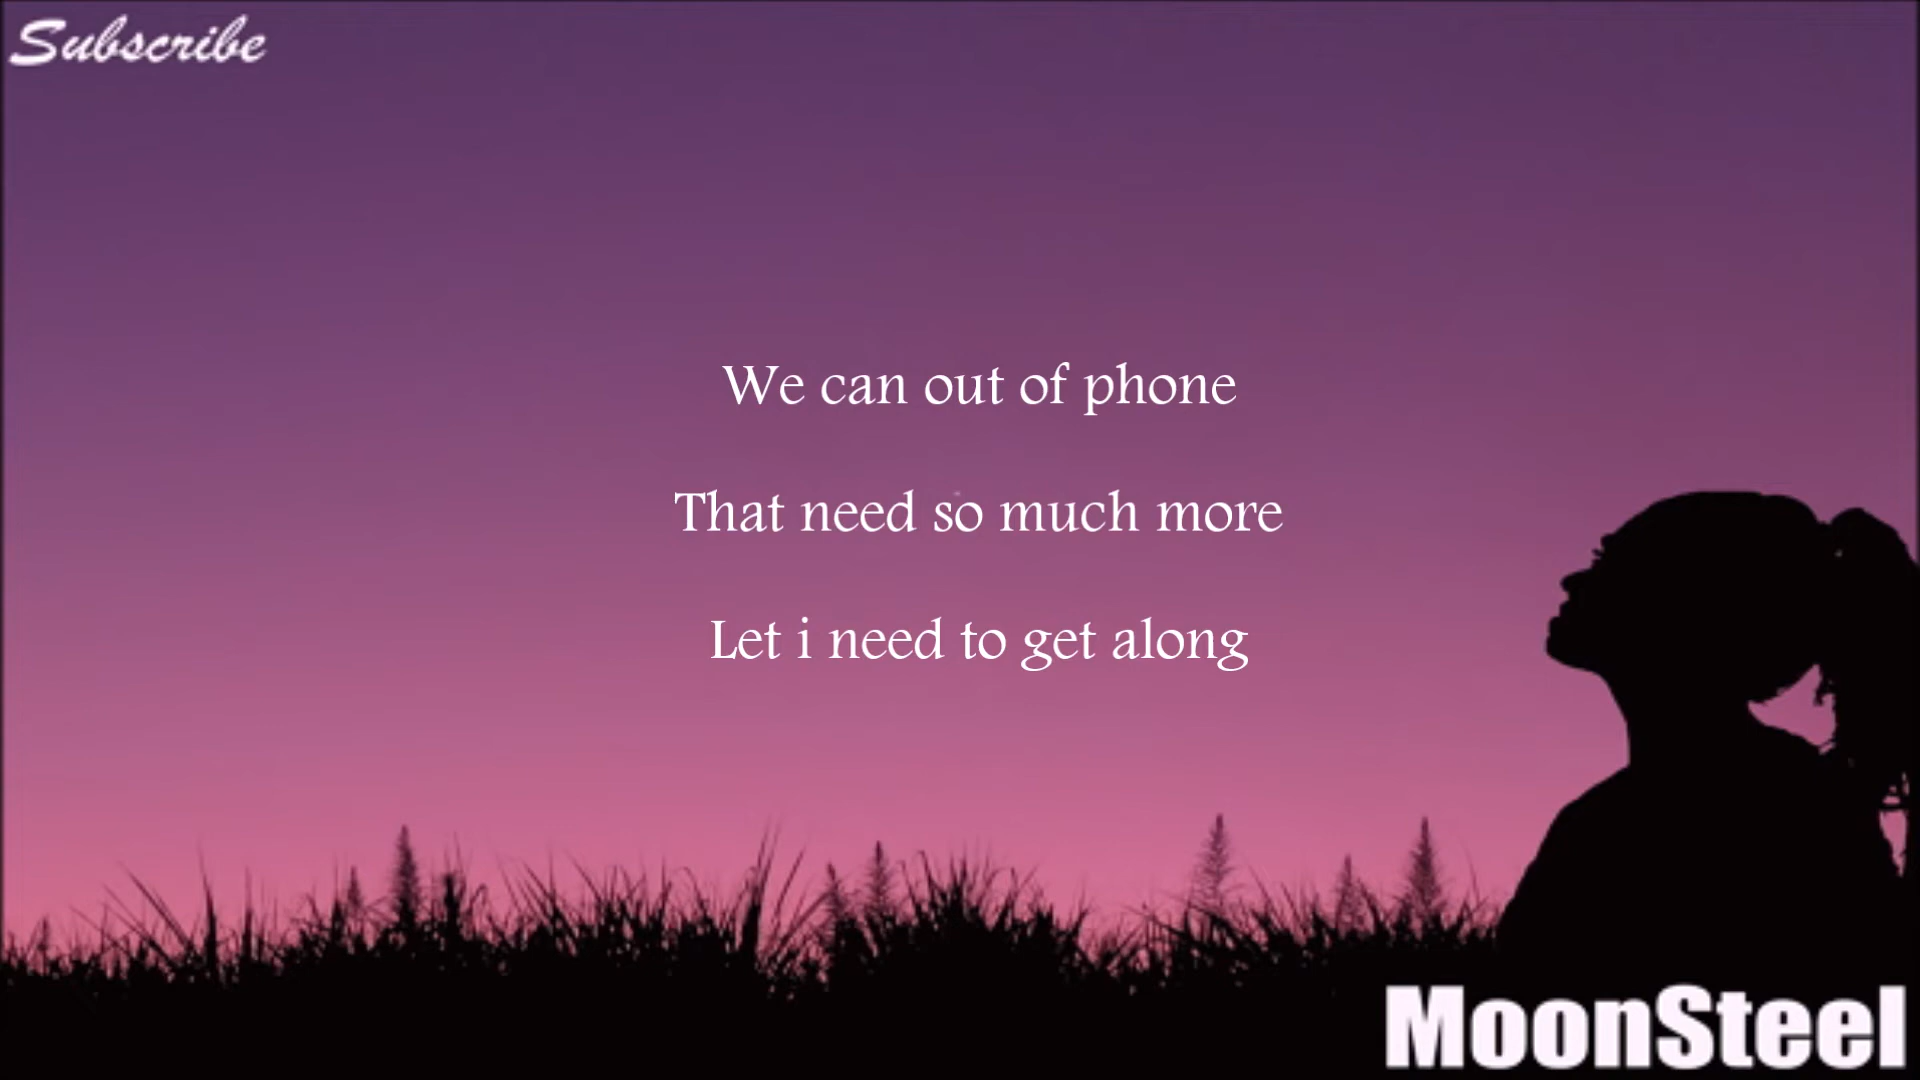 Subscribe
We can out of phone
That need so much more
Let i need to get along
MoonSteel